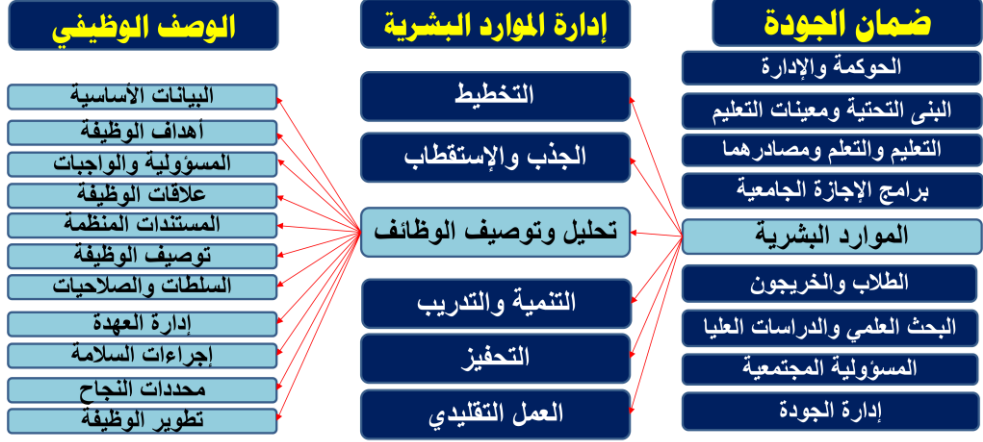 ضمان الجودة
الحوكمة والإدارة
البنى التحتية ومعينات التعليم
التعليم والتعلم ومصادرهما
برامج الإجازة الجامعية
الموارد البشرية
الطلاب والخريجون
البحث العلمي والدراسات العليا
المسؤولية المجتمعية
إدارة الجودة
إدارة الموارد البشرية
التخطيط
الجذب والإستقطاب
تحليل وتوصيف الوظائف
التنمية والتدريب
التحفيز
العمل التقليدي
الوصف الوظيفي
البيانات الأساسية
أهداف الوظيفة
المسؤولية والواجبات
علاقات الوظيفة
المستندات المنظمة
توصيف الوظيفة
السلطات والصلاحيات
إدارة العهدة
إجراءات السلامة
محددات النجاح
تطوير الوظيفة